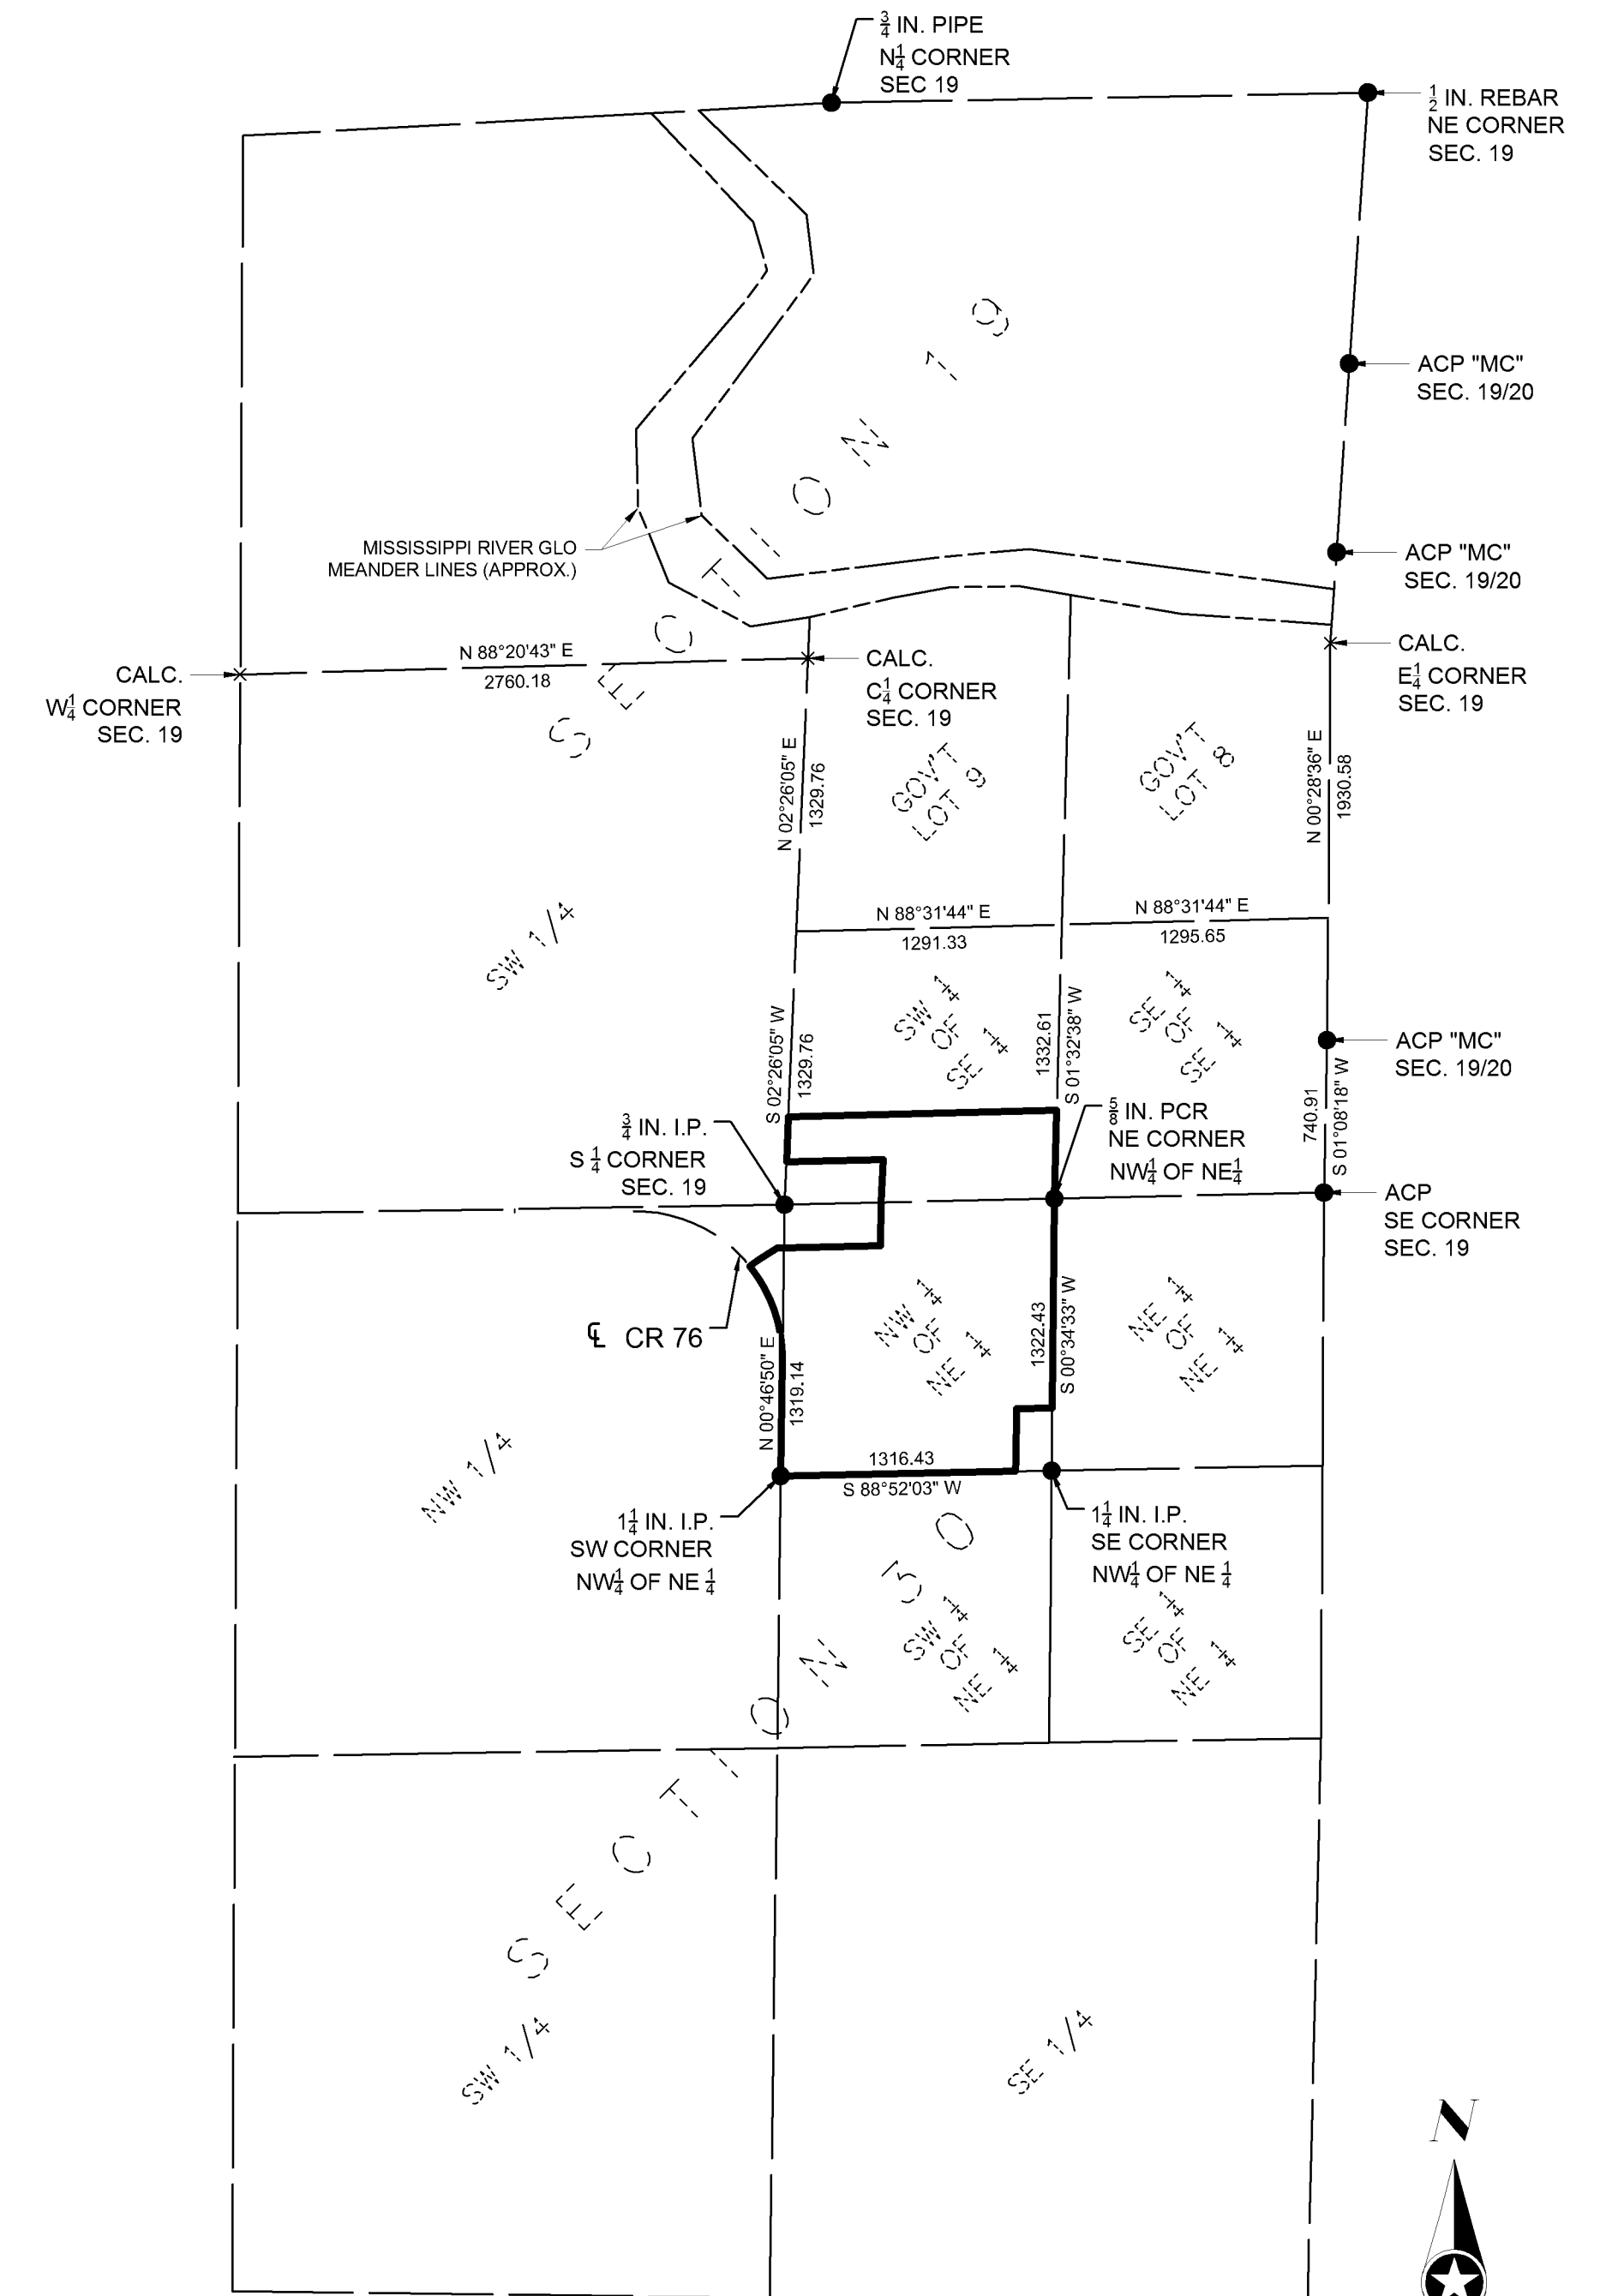 3/4 IN. PIPE
N1/4 CORNER
SEC 19
1/2 IN. REBAR
NE CORNER
SEC. 19
SECTION 19
ACP "MC"
SEC. 19/20
MISSISSIPPI RIVER GLO
MEANDER LINES (APPROX.)
ACP "MC"
SEC. 19/20
CALC.
W1/4 CORNER
SEC. 19
N 88°20'43" E
2760.18
CALC.
C1/4 CORNER
SEC. 19
CALC.
E1/4 CORNER
SEC. 19
N 02°26'05" E
1329.76
GOV'T
LOT 9
GOV'T
LOT 8
N 00°28'36" E
1930.58
SW 1/4
N 88°31'44" E
1291.33
N 88°31'44" E
1295.65
S 02°26'05" W
1329.76
SW 1/4
OF
SE 1/4
1332.61
S 01°32'38" W
SE 1/4
OF
SE 1/4
ACP "MC"
SEC. 19/20
740.91
S 01°08'18" W
3/4 IN. I.P.
S 1/4 CORNER
SEC. 19
5/8 IN. PCR
NE CORNER
NW1/4 OF NE1/4
ACP
SE CORNER
SEC. 19
℄ CR 76
N 00°46'50" E
1319.14
NW 1/4
OF
NE 1/4
1322.43
S 00°34'33" W
NE 1/4
OF
NE 1/4
NW 1/4
1316.43
S 88°52'03" W
1 1/4 IN. I.P.
SW CORNER
NW1/4 OF NE 1/4
1 1/4 IN. I.P.
SE CORNER
NW1/4 OF NE 1/4
SECTION 30
SW 1/4
OF
NE 1/4
SE 1/4
OF
NE 1/4
SW 1/4
SE 1/4
N